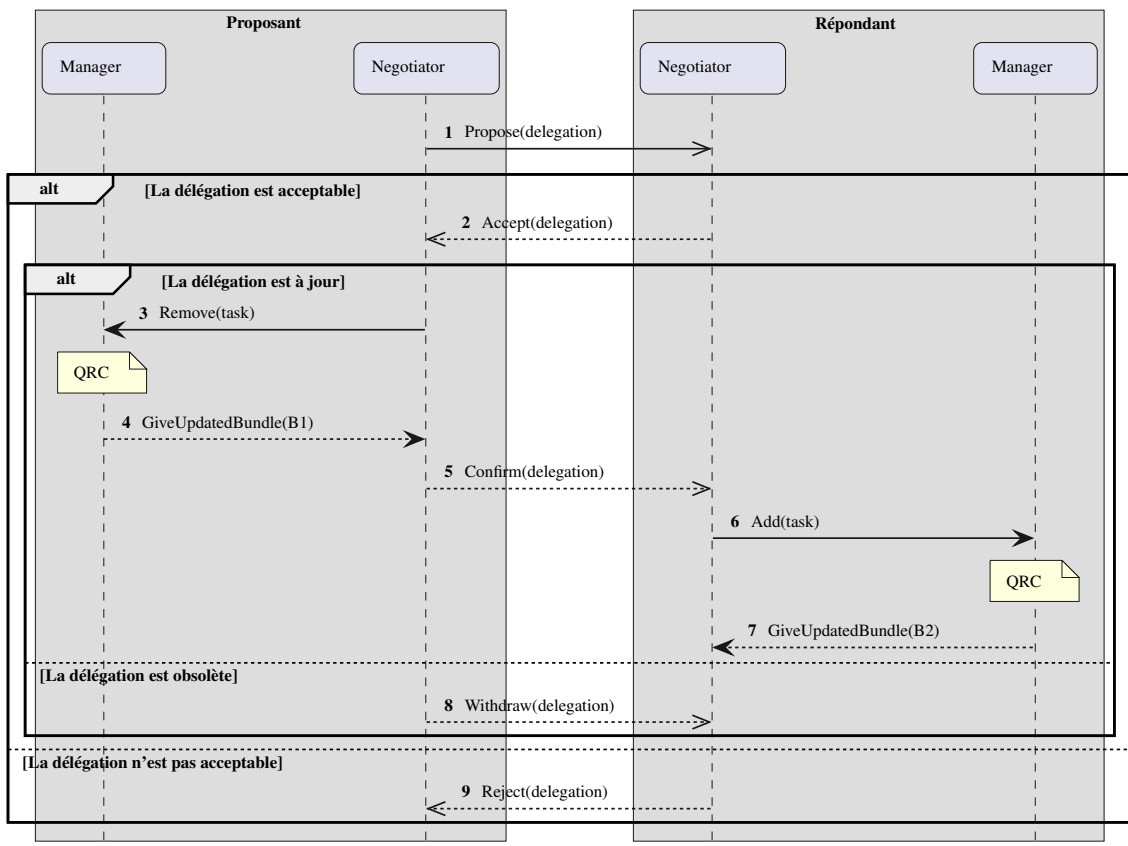 Proposant
Répondant
Manager
Negotiator
Negotiator
Manager
1 Propose(delegation)
alt [La délégation est acceptable]
2 Accept(delegation)
alt [La délégation est à jour]
3 Remove(task)
QRC
4 GiveUpdatedBundle(B1)
5 Confirm(delegation)
6 Add(task)
QRC
7 GiveUpdatedBundle(B2)
[La délégation est obsolète]
8 Withdraw(delegation)
[La délégation n’est pas acceptable]
9 Reject(delegation)